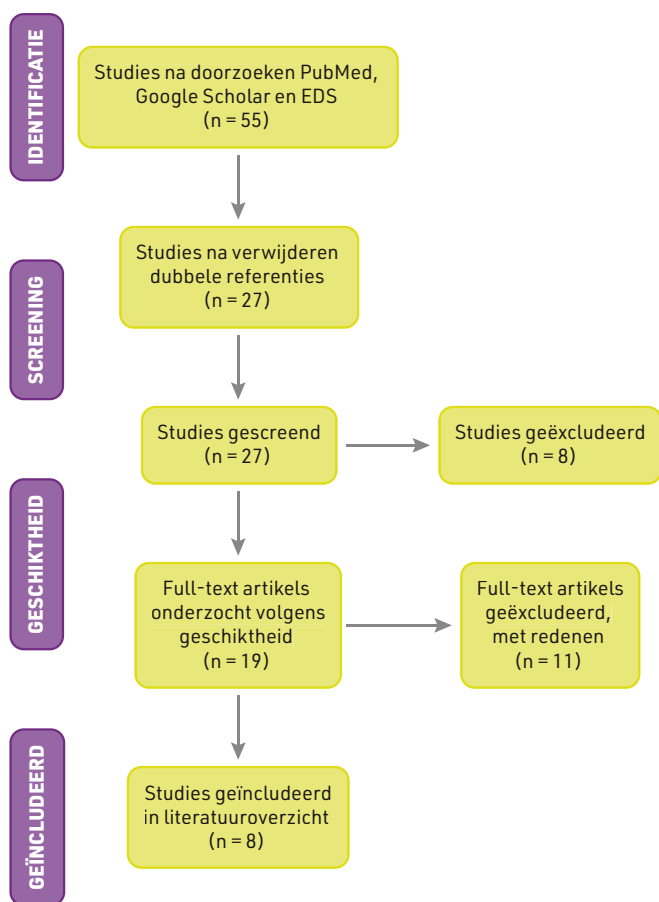 IDENTIFICATIE
Studies na doorzoeken PubMed,
Google Scholar en EDS
(n = 55)
SCREENING
Studies na verwijderen
dubbele referenties
(n = 27)
Studies gescreend
(n = 27)
Studies geëxcludeerd
(n = 8)
GESCHIKTHEID
Full-text artikels
onderzocht volgens
geschiktheid
(n = 19)
Full-text artikels
geëxcludeerd,
met redenen
(n = 11)
GEÏNCLUDEERD
Studies geïncludeerd
in literatuuroverzicht
(n = 8)